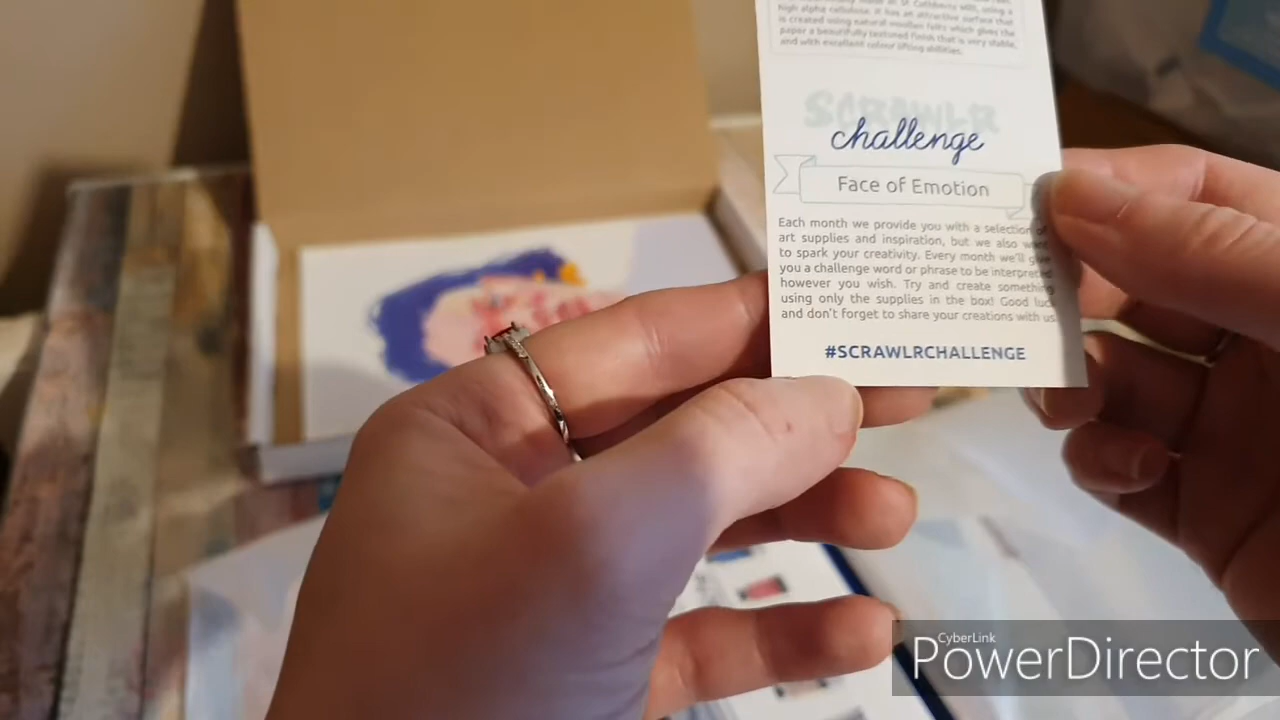 high alpha cellulose. It has an attractive surface that
is created using natural woollen felts which gives the
paper a beautifully textured finish that is very stable,
and with excellent colour lifting abilities.
SCRAWLR
challenge
Face of Emotion
Each month we provide you with a selection of
art supplies and inspiration, but we also want
to spark your creativity. Every month we'll give
you a challenge word or phrase to be interpreted
however you wish. Try and create something
using only the supplies in the box! Good luck
and don't forget to share your creations with us
#SCRAWLRCHALLENGE
CyberLink
PowerDirector